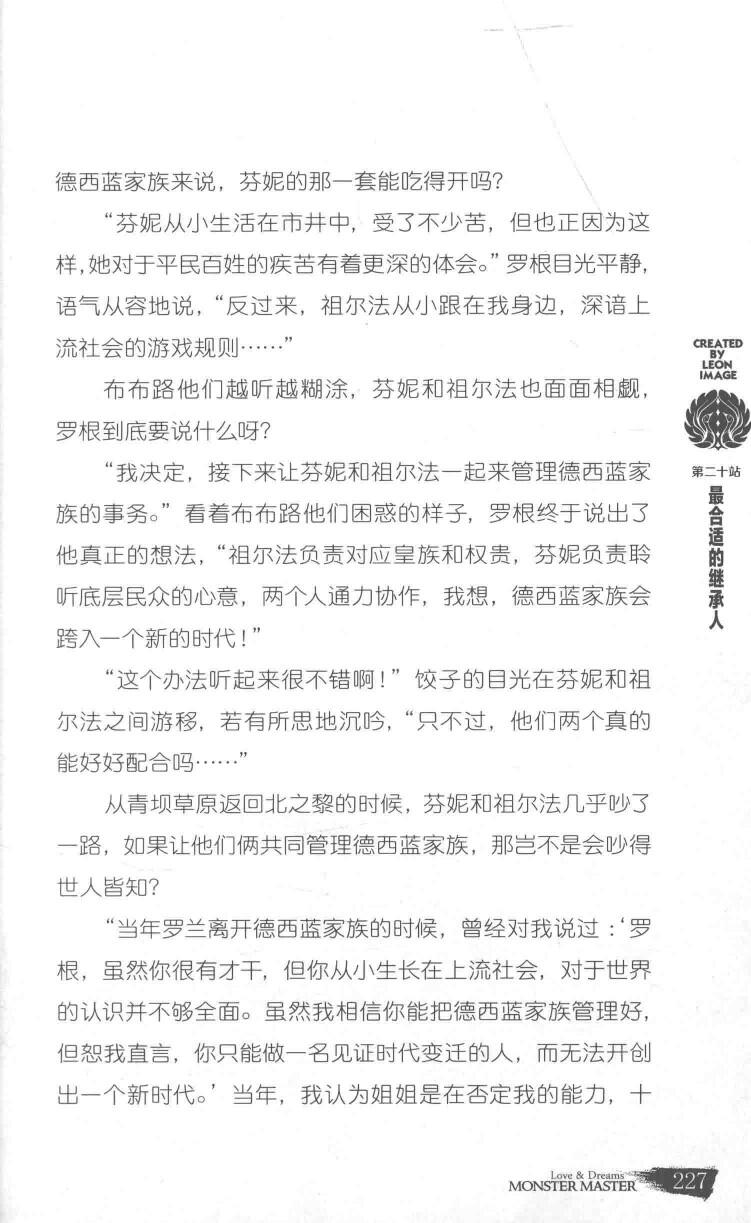 德西蓝家族来说，芬妮的那一套能吃得开吗？
“芬妮从小生活在市井中，受了不少苦，但也正因为这
样，她对于平民百姓的疾苦有着更深的体会。”罗根目光平静，
语气从容地说，“反过来，祖尔法从小跟在我身边，深谙上
流社会的游戏规则……”
布布路他们越听越糊涂，芬妮和祖尔法也面面相觑，
罗根到底要说什么呀？
“我决定，接下来让芬妮和祖尔法一起来管理德西蓝家
族的事务。”看着布布路他们困惑的样子，罗根终于说出了
他真正的想法，“祖尔法负责对应皇族和权贵，芬妮负责聆
听底层民众的心意，两个人通力协作，我想，德西蓝家族会
跨入一个新的时代！”
“这个办法听起来很不错啊！”饺子的目光在芬妮和祖
尔法之间游移，若有所思地沉吟，“只不过，他们两个真的
能好好配合吗……”
从青坝草原返回北之黎的时候，芬妮和祖尔法几乎吵了
一路，如果让他们俩共同管理德西蓝家族，那岂不是会吵得
世人皆知？
“当年罗兰离开德西蓝家族的时候，曾经对我说过：‘罗
根，虽然你很有才干，但你从小生长在上流社会，对于世界
的认识并不够全面。虽然我相信你能把德西蓝家族管理好，
但恕我直言，你只能做一名见证时代变迁的人，而无法开创
出一个新时代。’当年，我认为姐姐是在否定我的能力，十
CREATED
BY
LEON
IMAGE
第二十站
最合适的继承人
Love & Dreams
MONSTER MASTER
227